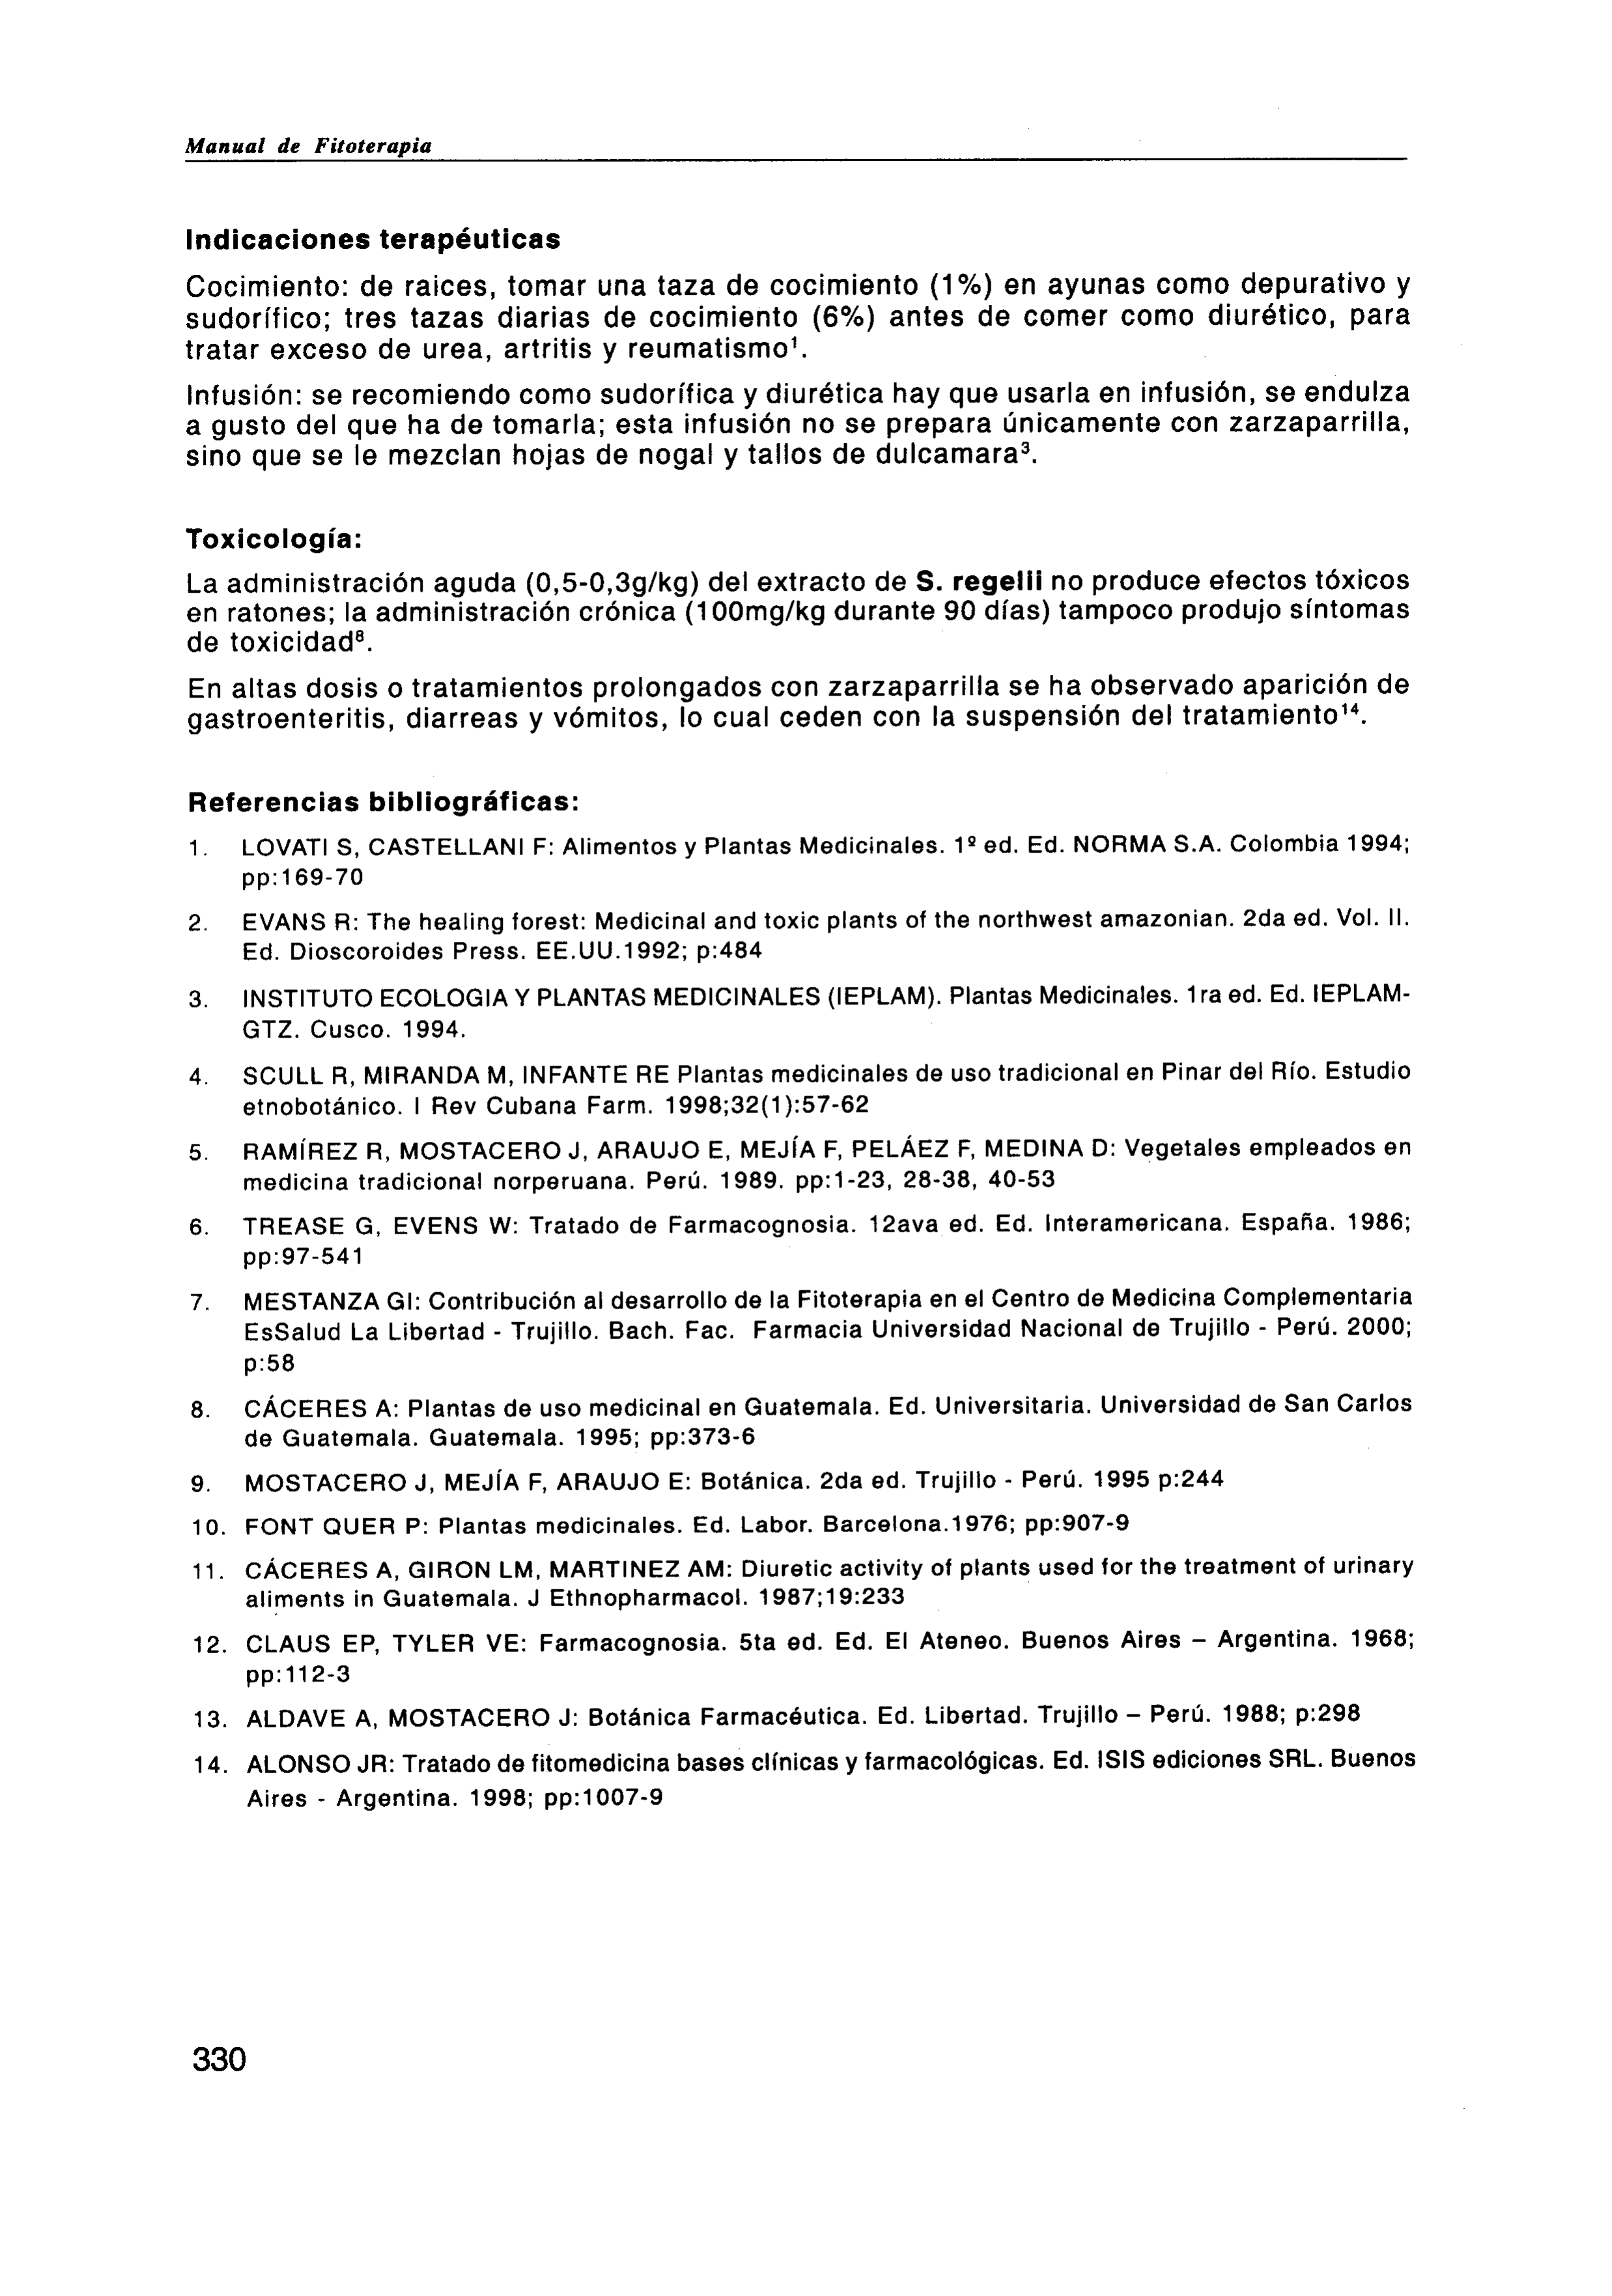 Manual de Fitoterapia
Indicaciones terapéuticas
Cocimiento: de raices, tomar una taza de cocimiento (1%) en ayunas como depurativo y
sudorífico; tres tazas diarias de cocimiento (6%) antes de comer como diurético, para
tratar exceso de urea, artritis y reumatismo¹.
Infusión: se recomiendo como sudorífica y diurética hay que usarla en infusión, se endulza
a gusto del que ha de tomarla; esta infusión no se prepara únicamente con zarzaparrilla,
sino que se le mezclan hojas de nogal y tallos de dulcamara³.
Toxicología:
La administración aguda (0,5-0,3g/kg) del extracto de S. regelii no produce efectos tóxicos
en ratones; la administración crónica (100mg/kg durante 90 días) tampoco produjo síntomas
de toxicidad⁸.
En altas dosis o tratamientos prolongados con zarzaparrilla se ha observado aparición de
gastroenteritis, diarreas y vómitos, lo cual ceden con la suspensión del tratamiento¹⁴.
Referencias bibliográficas:
1. LOVATI S, CASTELLANI F: Alimentos y Plantas Medicinales. 1º ed. Ed. NORMA S.A. Colombia 1994;
pp:169-70
2. EVANS R: The healing forest: Medicinal and toxic plants of the northwest amazonian. 2da ed. Vol. II.
Ed. Dioscoroides Press. EE.UU.1992; p:484
3. INSTITUTO ECOLOGIA Y PLANTAS MEDICINALES (IEPLAM). Plantas Medicinales. 1ra ed. Ed. IEPLAM-
GTZ. Cusco. 1994.
4. SCULL R, MIRANDA M, INFANTE RE Plantas medicinales de uso tradicional en Pinar del Río. Estudio
etnobotánico. I Rev Cubana Farm. 1998;32(1):57-62
5. RAMÍREZ R, MOSTACERO J, ARAUJO E, MEJÍA F, PELÁEZ F, MEDINA D: Vegetales empleados en
medicina tradicional norperuana. Perú. 1989. pp:1-23, 28-38, 40-53
6. TREASE G, EVENS W: Tratado de Farmacognosia. 12ava ed. Ed. Interamericana. España. 1986;
pp:97-541
7. MESTANZA GI: Contribución al desarrollo de la Fitoterapia en el Centro de Medicina Complementaria
EsSalud La Libertad - Trujillo. Bach. Fac. Farmacia Universidad Nacional de Trujillo - Perú. 2000;
p:58
8. CÁCERES A: Plantas de uso medicinal en Guatemala. Ed. Universitaria. Universidad de San Carlos
de Guatemala. Guatemala. 1995; pp:373-6
9. MOSTACERO J, MEJÍA F, ARAUJO E: Botánica. 2da ed. Trujillo - Perú. 1995 p:244
10. FONT QUER P: Plantas medicinales. Ed. Labor. Barcelona.1976; pp:907-9
11. CÁCERES A, GIRON LM, MARTINEZ AM: Diuretic activity of plants used for the treatment of urinary
aliments in Guatemala. J Ethnopharmacol. 1987;19:233
12. CLAUS EP, TYLER VE: Farmacognosia. 5ta ed. Ed. El Ateneo. Buenos Aires – Argentina. 1968;
pp:112-3
13. ALDAVE A, MOSTACERO J: Botánica Farmacéutica. Ed. Libertad. Trujillo – Perú. 1988; p:298
14. ALONSO JR: Tratado de fitomedicina bases clínicas y farmacológicas. Ed. ISIS ediciones SRL. Buenos
Aires - Argentina. 1998; pp:1007-9
330